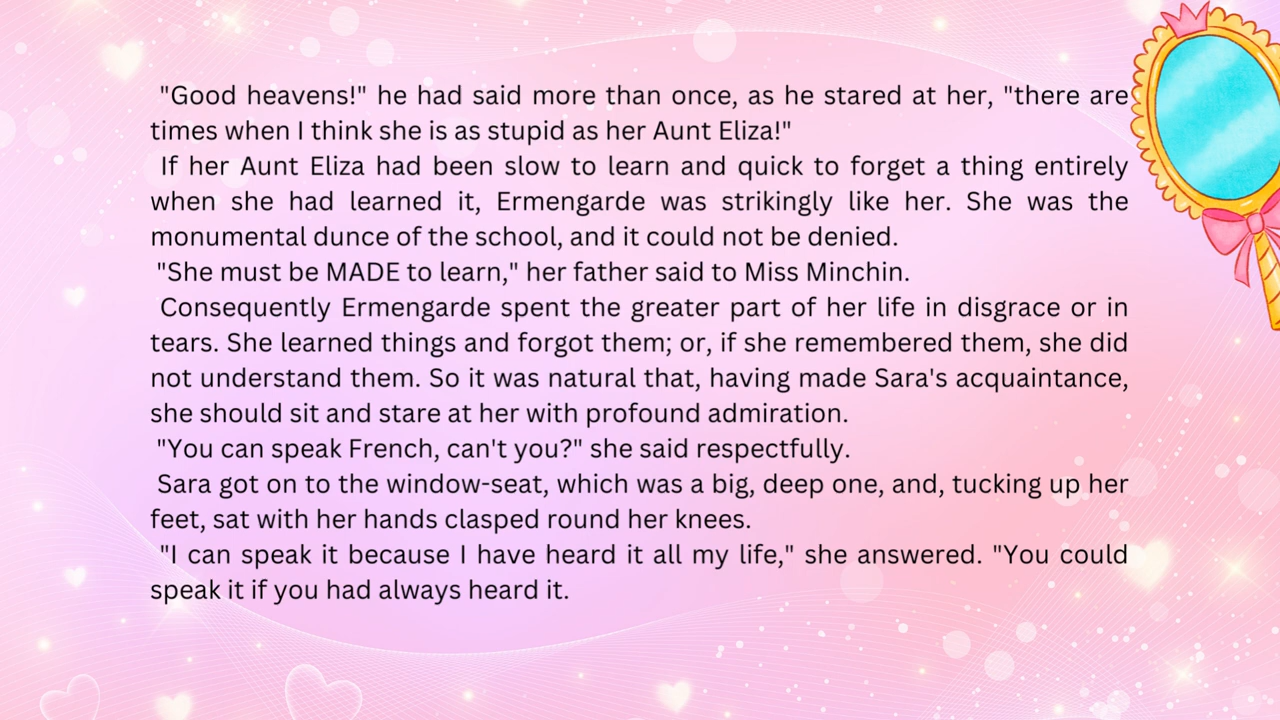 "Good heavens!" he had said more than once, as he stared at her, "there are
times when I think she is as stupid as her Aunt Eliza!"
If her Aunt Eliza had been slow to learn and quick to forget a thing entirely
when she had learned it, Ermengarde was strikingly like her. She was the
monumental dunce of the school, and it could not be denied.
"She must be MADE to learn," her father said to Miss Minchin.
Consequently Ermengarde spent the greater part of her life in disgrace or in
tears. She learned things and forgot them; or, if she remembered them, she did
not understand them. So it was natural that, having made Sara's acquaintance,
she should sit and stare at her with profound admiration.
"You can speak French, can't you?" she said respectfully.
Sara got on to the window-seat, which was a big, deep one, and, tucking up her
feet, sat with her hands clasped round her knees.
"I can speak it because I have heard it all my life," she answered. "You could
speak it if you had always heard it.